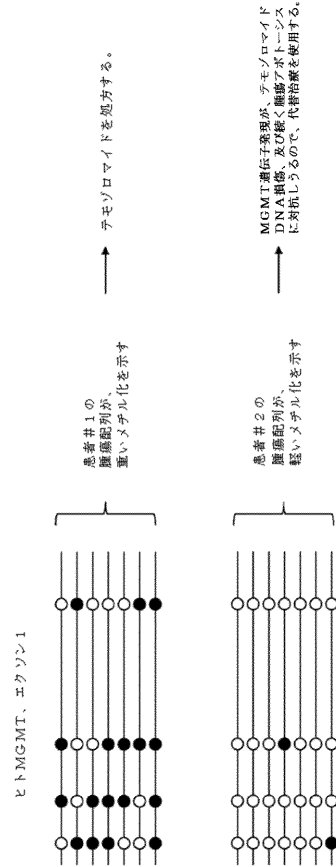 ヒトMGMT、エクソン1
患者#1の
腫瘍配列が、
重いメチル化を示す
テモゾロマイドを処方する。
患者#2の
腫瘍配列が、
軽いメチル化を示す
MGMT遺伝子発現が、テモゾロマイド
DNA損傷、及び続く腫瘍アポトーシス
に対抗しうるので、代替治療を使用する。